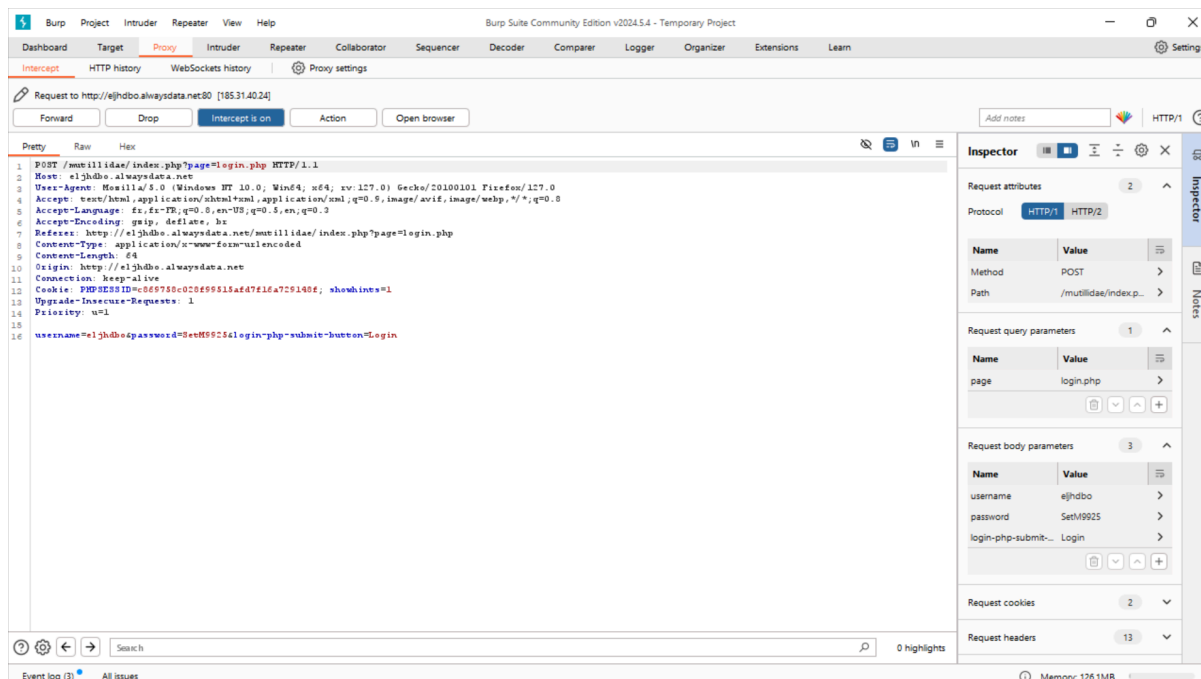 Burp Project Intruder Repeater View Help Burp Suite Community Edition v2024.5.4 - Temporary Project
Dashboard Target Proxy Intruder Repeater Collaborator Sequencer Decoder Comparer Logger Organizer Extensions Learn Setting
Intercept HTTP history WebSockets history Proxy settings
Request to http://eljhdbo.alwaysdata.net:80 [185.31.40.24]
Forward Drop Intercept is on Action Open browser Add notes HTTP/1
Pretty Raw Hex \n
1 POST /mutillidae/index.php?page=login.php HTTP/1.1
2 Host: eljhdbo.alwaysdata.net
3 User-Agent: Mozilla/5.0 (Windows NT 10.0; Win64; x64; rv:127.0) Gecko/20100101 Firefox/127.0
4 Accept: text/html,application/xhtml+xml,application/xml;q=0.9,image/avif,image/webp,*/*;q=0.8
5 Accept-Language: fr,fr-FR;q=0.8,en-US;q=0.5,en;q=0.3
6 Accept-Encoding: gzip, deflate, br
7 Referer: http://eljhdbo.alwaysdata.net/mutillidae/index.php?page=login.php
8 Content-Type: application/x-www-form-urlencoded
9 Content-Length: 64
10 Origin: http://eljhdbo.alwaysdata.net
11 Connection: keep-alive
12 Cookie: PHPSESSID=c869758c028f99515afd7f16a729148f; showhints=1
13 Upgrade-Insecure-Requests: 1
14 Priority: u=1
15
16 username=eljhdbo&password=SetM9925&login-php-submit-button=Login
Inspector
Request attributes 2
Protocol HTTP/1 HTTP/2
Name Value
Method POST
Path /mutillidae/index.p...
Request query parameters 1
Name Value
page login.php
Request body parameters 3
Name Value
username eljhdbo
password SetM9925
login-php-submit-... Login
Request cookies 2
Request headers 13
Inspector
Notes
Search 0 highlights
Event log (3) All issues Memory: 126.1MB